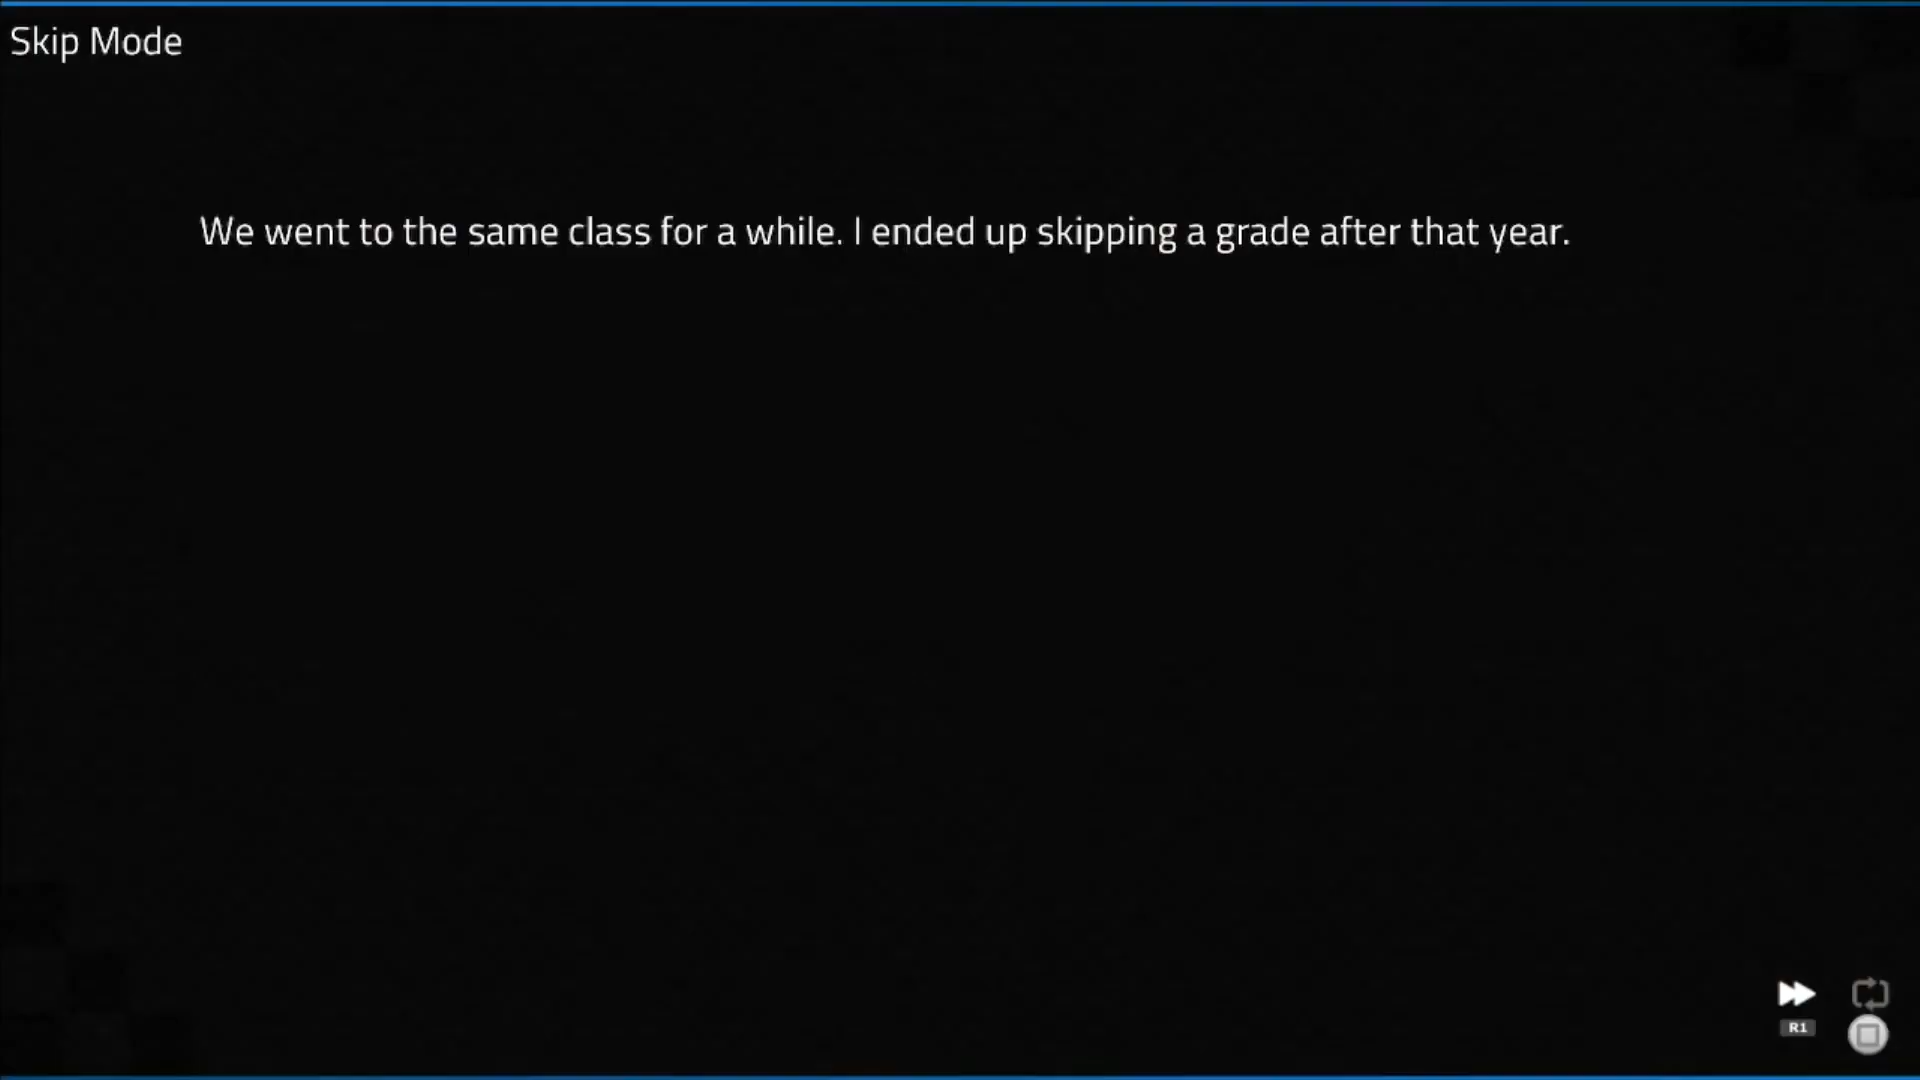 Skip Mode
We went to the same class for a while. I ended up skipping a grade after that year.
R1